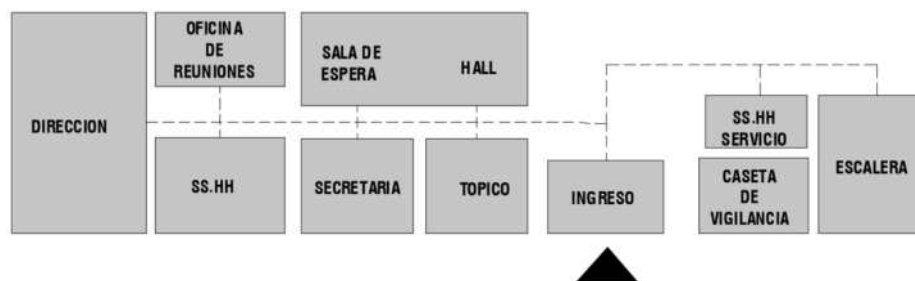 OFICINA
DE
REUNIONES
SALA DE
ESPERA
HALL
DIRECCION
SS.HH
SERVICIO
ESCALERA
SS.HH
SECRETARIA
TOPICO
INGRESO
CASETA
DE
VIGILANCIA